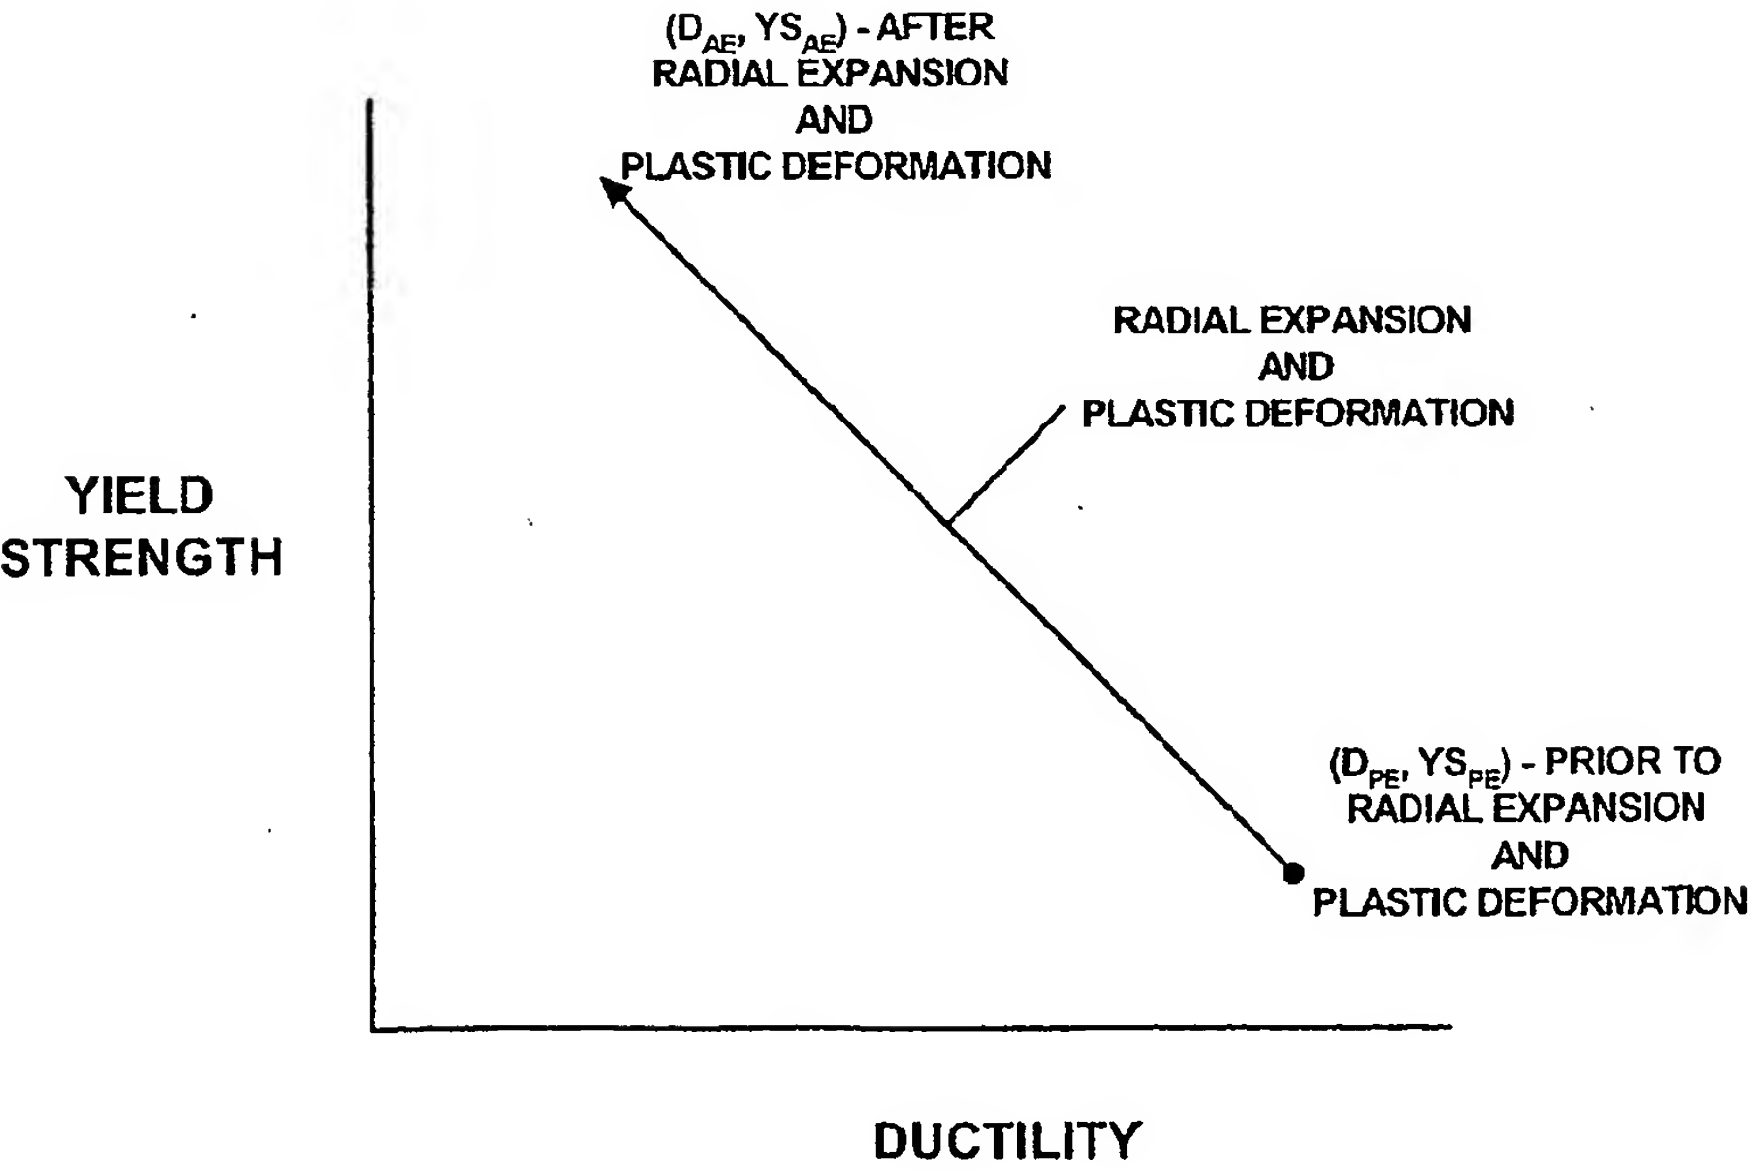 (D_AE, YS_AE) - AFTER
RADIAL EXPANSION
AND
PLASTIC DEFORMATION
RADIAL EXPANSION
AND
PLASTIC DEFORMATION
YIELD
STRENGTH
(D_PE, YS_PE) - PRIOR TO
RADIAL EXPANSION
AND
PLASTIC DEFORMATION
DUCTILITY